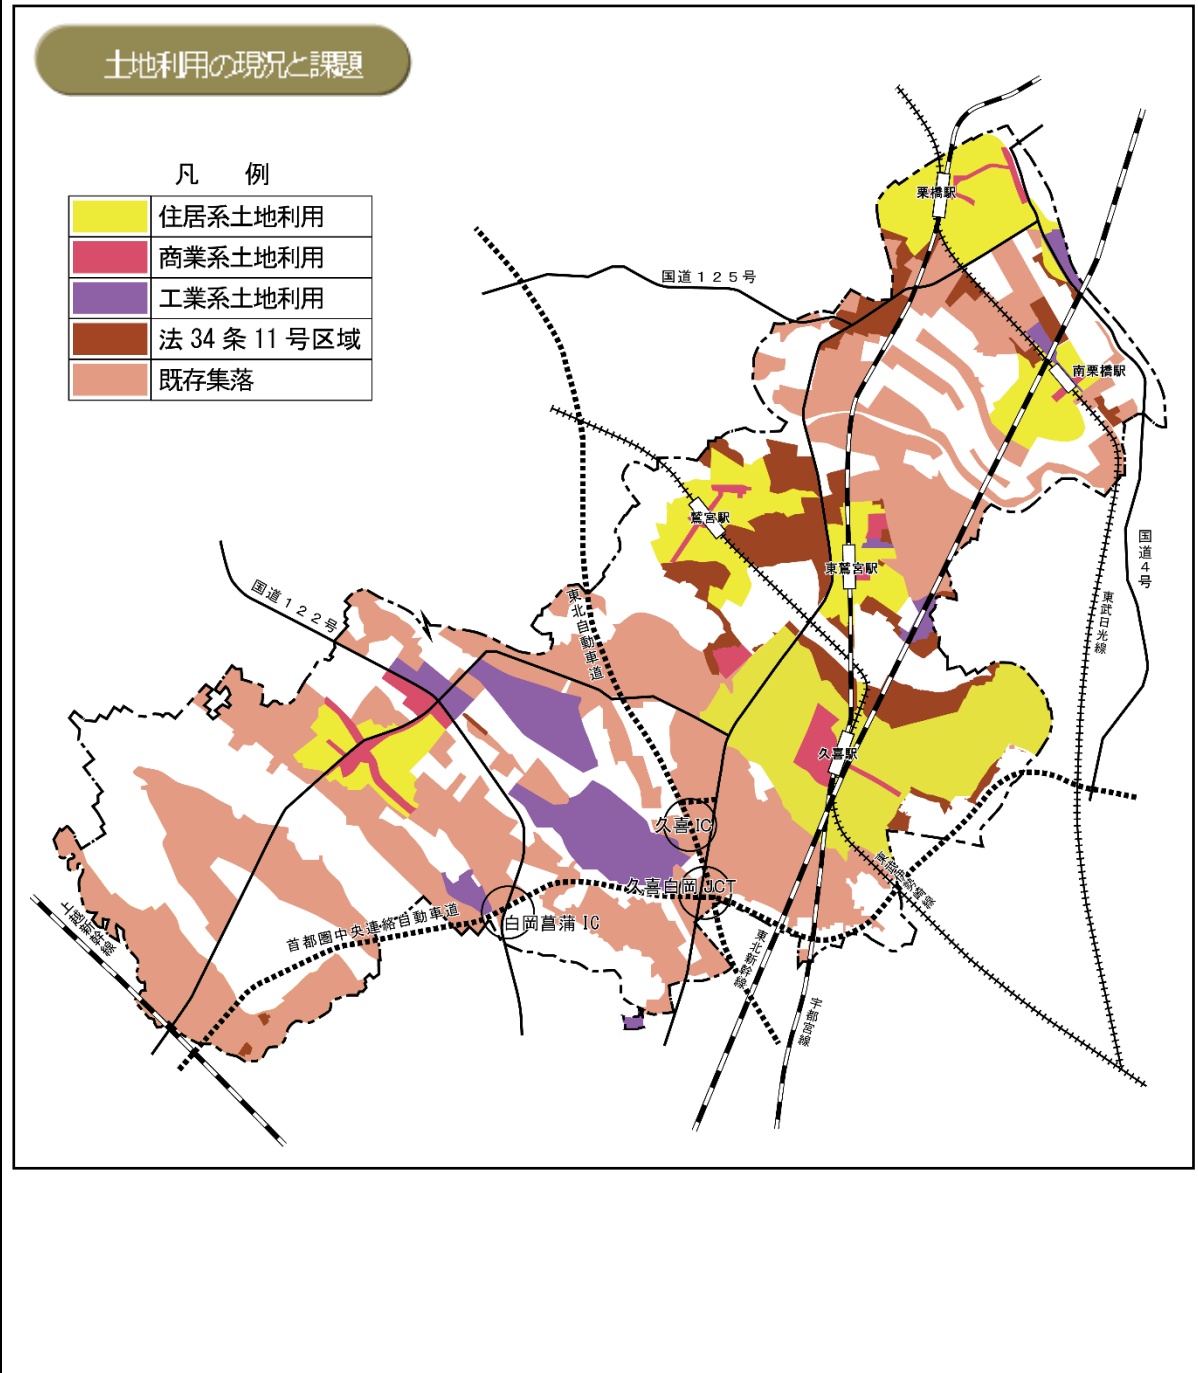 土地利用の現況と課題
凡 例
住居系土地利用
商業系土地利用
工業系土地利用
法 34 条 11 号区域
既存集落
栗橋駅
国道125号
南栗橋駅
鷲宮駅
東鷲宮駅
国道4号
東武日光線
東北自動車道
国道122号
久喜駅
久喜 IC
東武伊勢崎線
久喜白岡 JCT
白岡菖蒲 IC
首都圏中央連絡自動車道
上越新幹線
東北新幹線
宇都宮線